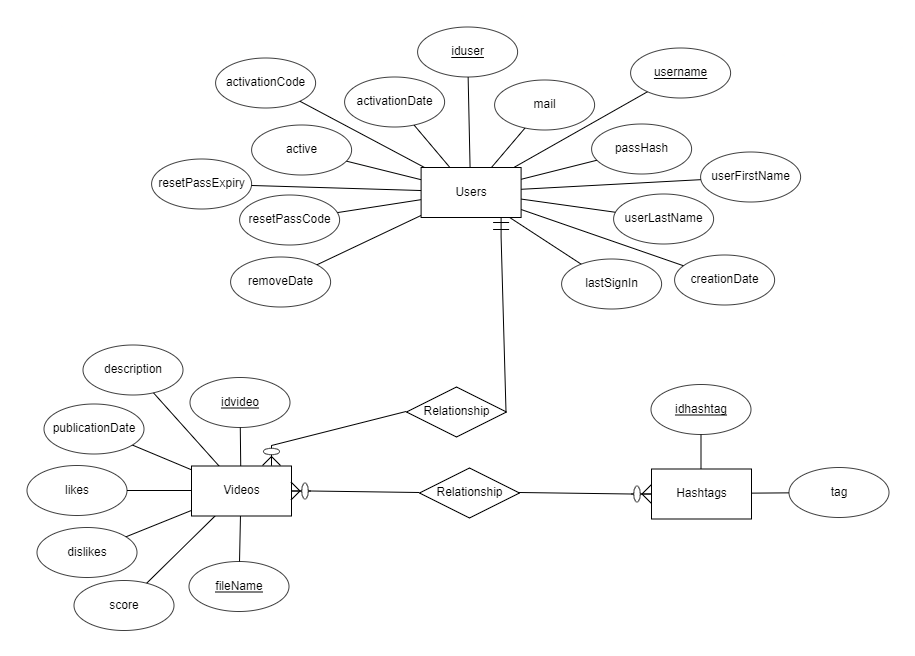 iduser
username
activationCode
activationDate
mail
active
passHash
resetPassExpiry
userFirstName
Users
resetPassCode
userLastName
removeDate
lastSignIn
creationDate
description
idvideo
Relationship
idhashtag
publicationDate
likes
Videos
Relationship
Hashtags
tag
dislikes
fileName
score